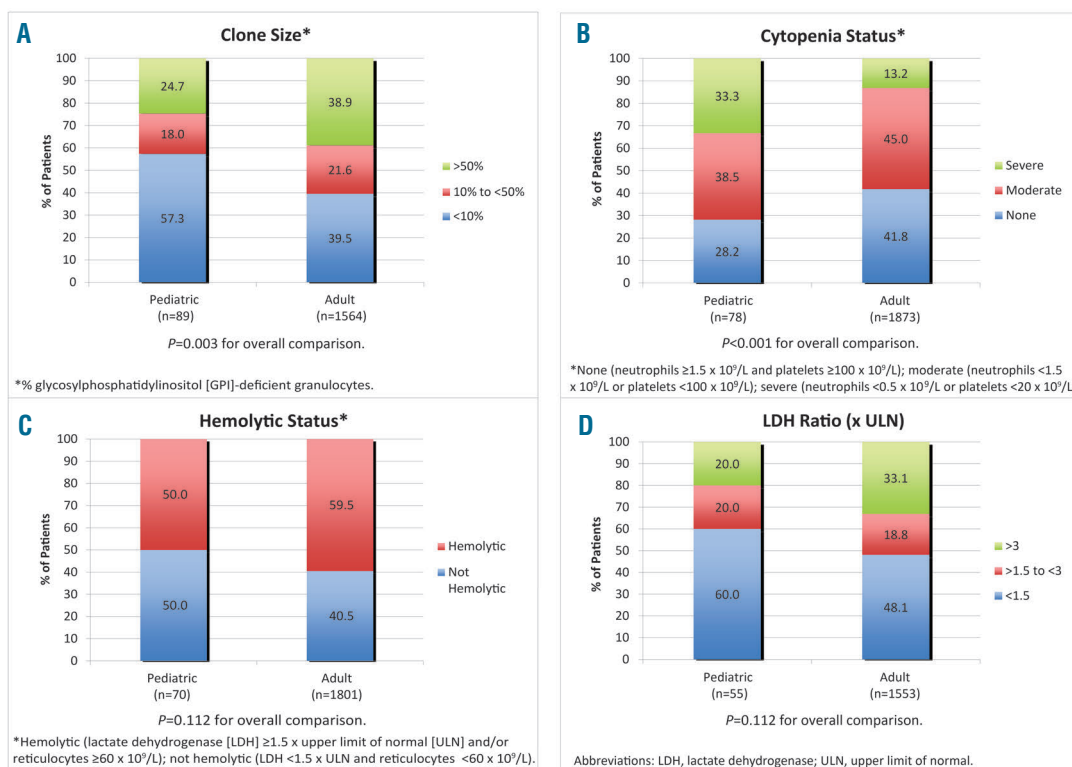 A
Clone Size*
% of Patients
100
90
80
70
60
50
40
30
20
10
0
24.7
18.0
57.3
38.9
21.6
39.5
>50%
10% to <50%
<10%
Pediatric
(n=89)
Adult
(n=1564)
P=0.003 for overall comparison.
*% glycosylphosphatidylinositol [GPI]-deficient granulocytes.
B
Cytopenia Status*
% of Patients
100
90
80
70
60
50
40
30
20
10
0
33.3
38.5
28.2
13.2
45.0
41.8
Severe
Moderate
None
Pediatric
(n=78)
Adult
(n=1873)
P<0.001 for overall comparison.
*None (neutrophils ≥1.5 x 10⁹/L and platelets ≥100 x 10⁹/L); moderate (neutrophils <1.5
x 10⁹/L or platelets <100 x 10⁹/L); severe (neutrophils <0.5 x 10⁹/L or platelets <20 x 10⁹/L
C
Hemolytic Status*
% of Patients
100
90
80
70
60
50
40
30
20
10
0
50.0
50.0
59.5
40.5
Hemolytic
Not
Hemolytic
Pediatric
(n=70)
Adult
(n=1801)
P=0.112 for overall comparison.
*Hemolytic (lactate dehydrogenase [LDH] ≥1.5 x upper limit of normal [ULN] and/or
reticulocytes ≥60 x 10⁹/L); not hemolytic (LDH <1.5 x ULN and reticulocytes <60 x 10⁹/L).
D
LDH Ratio (x ULN)
% of Patients
100
90
80
70
60
50
40
30
20
10
0
20.0
20.0
60.0
33.1
18.8
48.1
>3
>1.5 to <3
<1.5
Pediatric
(n=55)
Adult
(n=1553)
P=0.112 for overall comparison.
Abbreviations: LDH, lactate dehydrogenase; ULN, upper limit of normal.